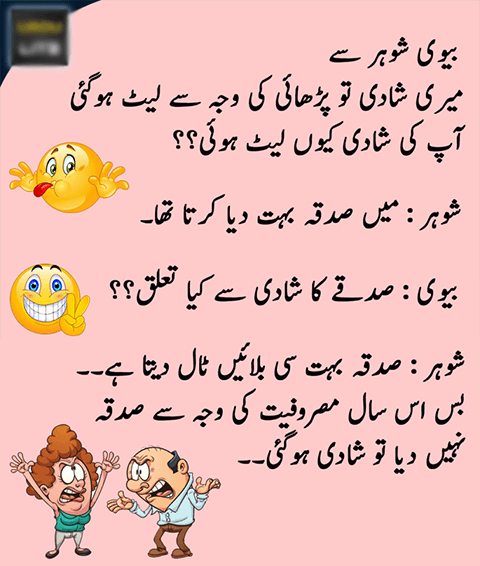 بیوی شوہر سے
میری شادی تو پڑھائی کی وجہ سے لیٹ ہوگئی
آپ کی شادی کیوں لیٹ ہوئی؟؟
شوہر : میں صدقہ بہت دیا کرتا تھا۔
بیوی : صدقے کا شادی سے کیا تعلق؟؟
شوہر : صدقہ بہت سی بلائیں ٹال دیتا ہے۔۔
بس اس سال مصروفیت کی وجہ سے صدقہ
نہیں دیا تو شادی ہوگئی۔۔